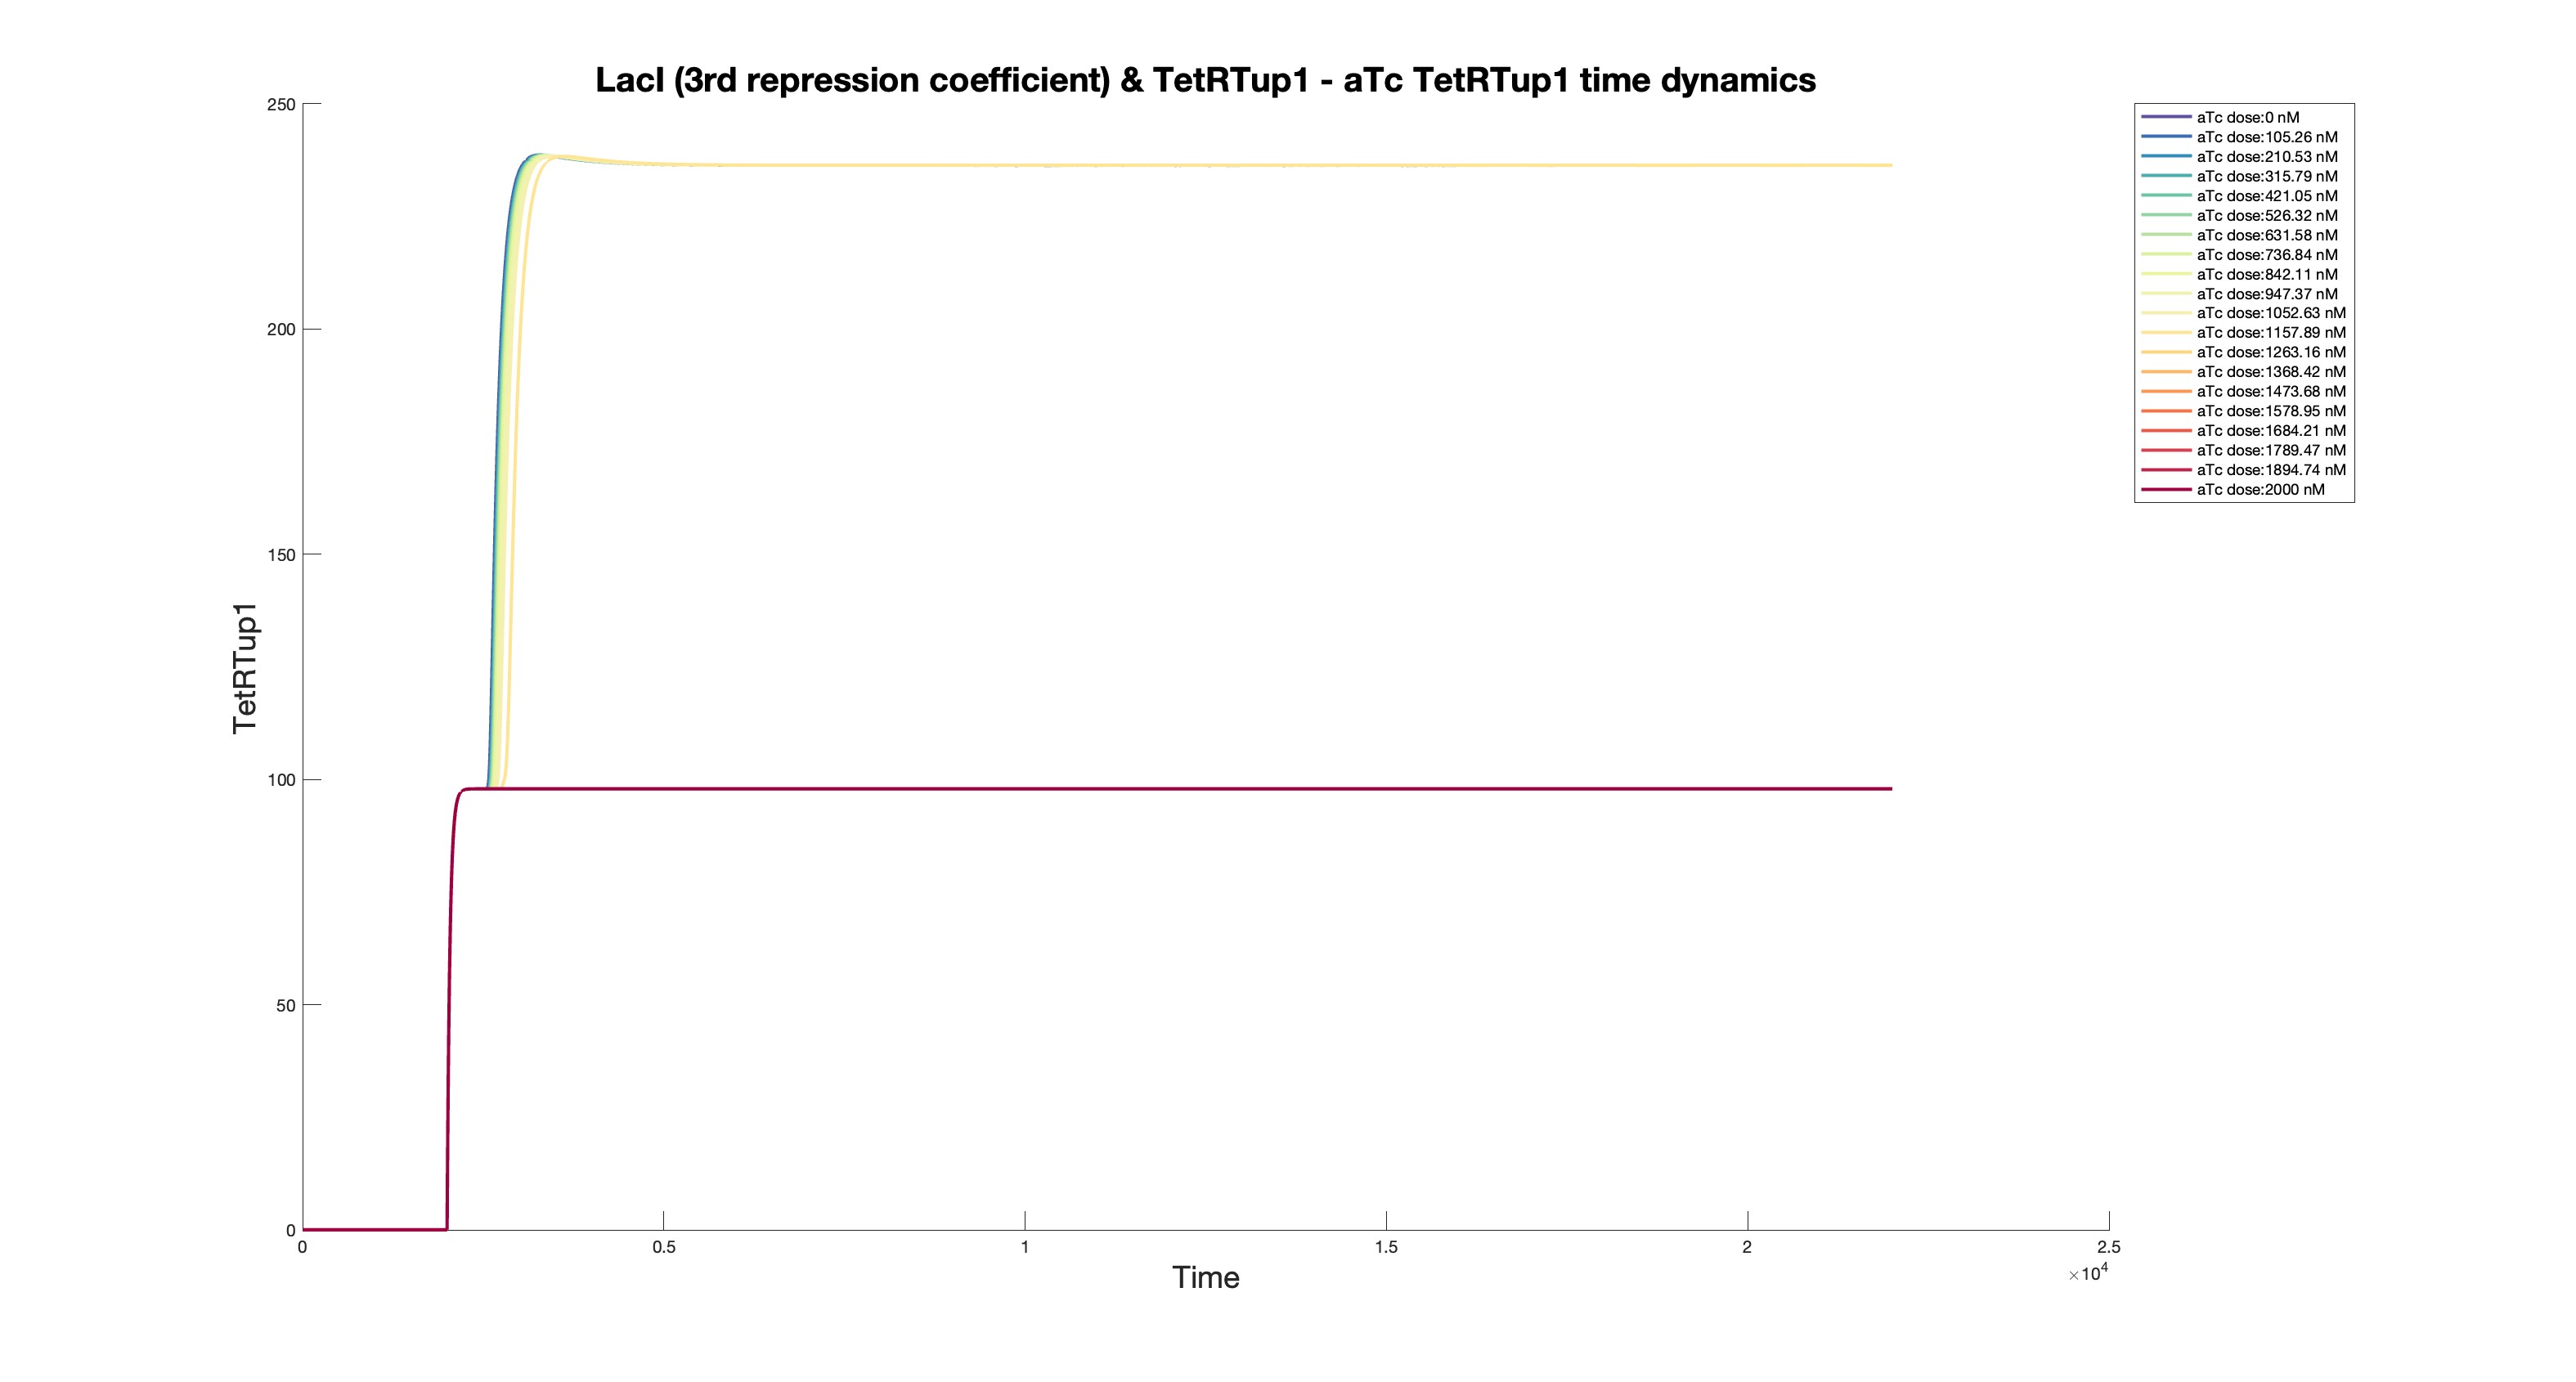 LacI (3rd repression coefficient) & TetRTup1 - aTc TetRTup1 time dynamics
250
200
150
100
50
0
TetRTup1
0
0.5
1
1.5
2
2.5
×10⁴
Time
aTc dose:0 nM
aTc dose:105.26 nM
aTc dose:210.53 nM
aTc dose:315.79 nM
aTc dose:421.05 nM
aTc dose:526.32 nM
aTc dose:631.58 nM
aTc dose:736.84 nM
aTc dose:842.11 nM
aTc dose:947.37 nM
aTc dose:1052.63 nM
aTc dose:1157.89 nM
aTc dose:1263.16 nM
aTc dose:1368.42 nM
aTc dose:1473.68 nM
aTc dose:1578.95 nM
aTc dose:1684.21 nM
aTc dose:1789.47 nM
aTc dose:1894.74 nM
aTc dose:2000 nM